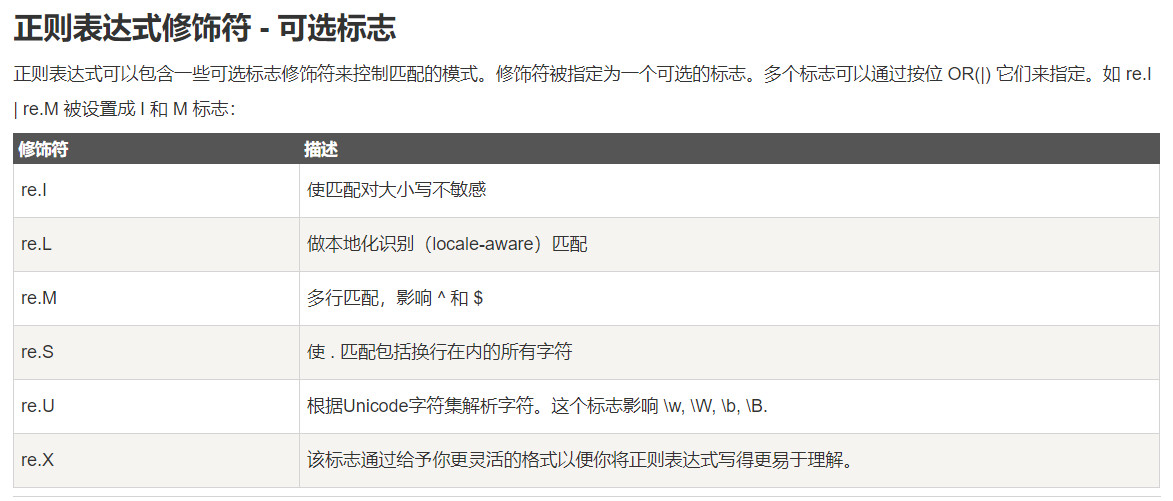 正则表达式修饰符 - 可选标志
正则表达式可以包含一些可选标志修饰符来控制匹配的模式。修饰符被指定为一个可选的标志。多个标志可以通过按位 OR(|) 它们来指定。如 re.I
| re.M 被设置成 I 和 M 标志：
修饰符 描述
re.I 使匹配对大小写不敏感
re.L 做本地化识别（locale-aware）匹配
re.M 多行匹配，影响 ^ 和 $
re.S 使 . 匹配包括换行在内的所有字符
re.U 根据Unicode字符集解析字符。这个标志影响 \w, \W, \b, \B.
re.X 该标志通过给予你更灵活的格式以便你将正则表达式写得更易于理解。